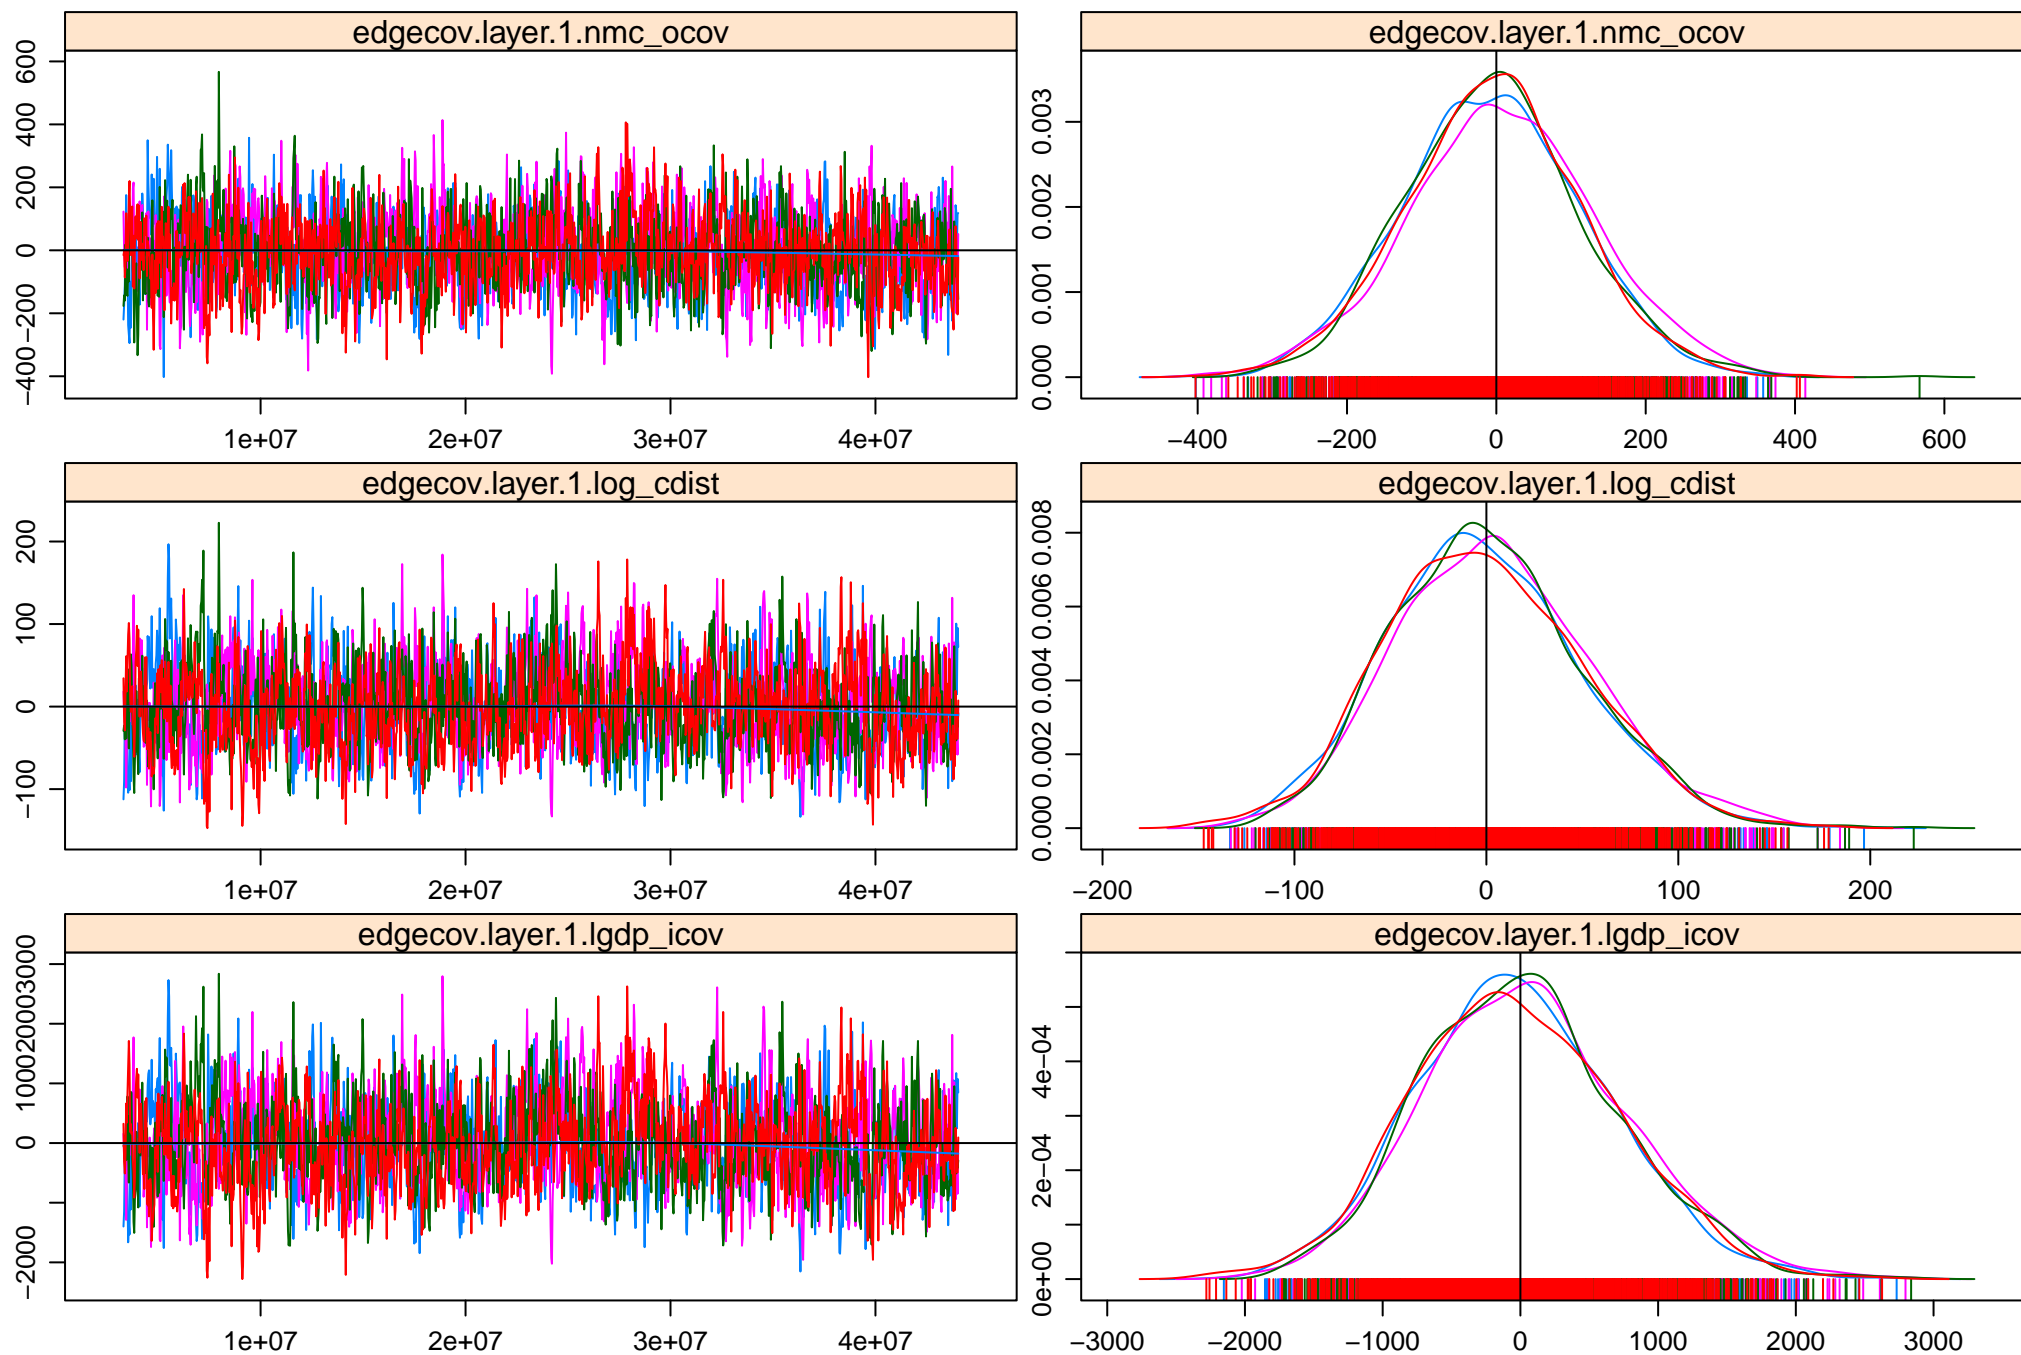 edgecov.layer.1.nmc_ocov
edgecov.layer.1.nmc_ocov
600
400
200
0
−200
−400
1e+07 2e+07 3e+07 4e+07
0.003
0.002
0.001
0.000
−400 −200 0 200 400 600
edgecov.layer.1.log_cdist
edgecov.layer.1.log_cdist
200
100
0
−100
1e+07 2e+07 3e+07 4e+07
0.008
0.006
0.004
0.002
0.000
−200 −100 0 100 200
edgecov.layer.1.lgdp_icov
edgecov.layer.1.lgdp_icov
3000
2000
1000
0
−2000
1e+07 2e+07 3e+07 4e+07
4e−04
2e−04
0e+00
−3000 −2000 −1000 0 1000 2000 3000